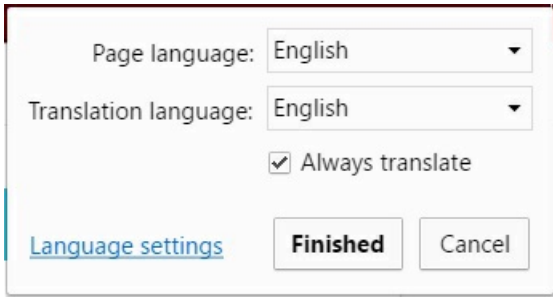 Page language: English
Translation language: English
Always translate
Language settings Finished Cancel